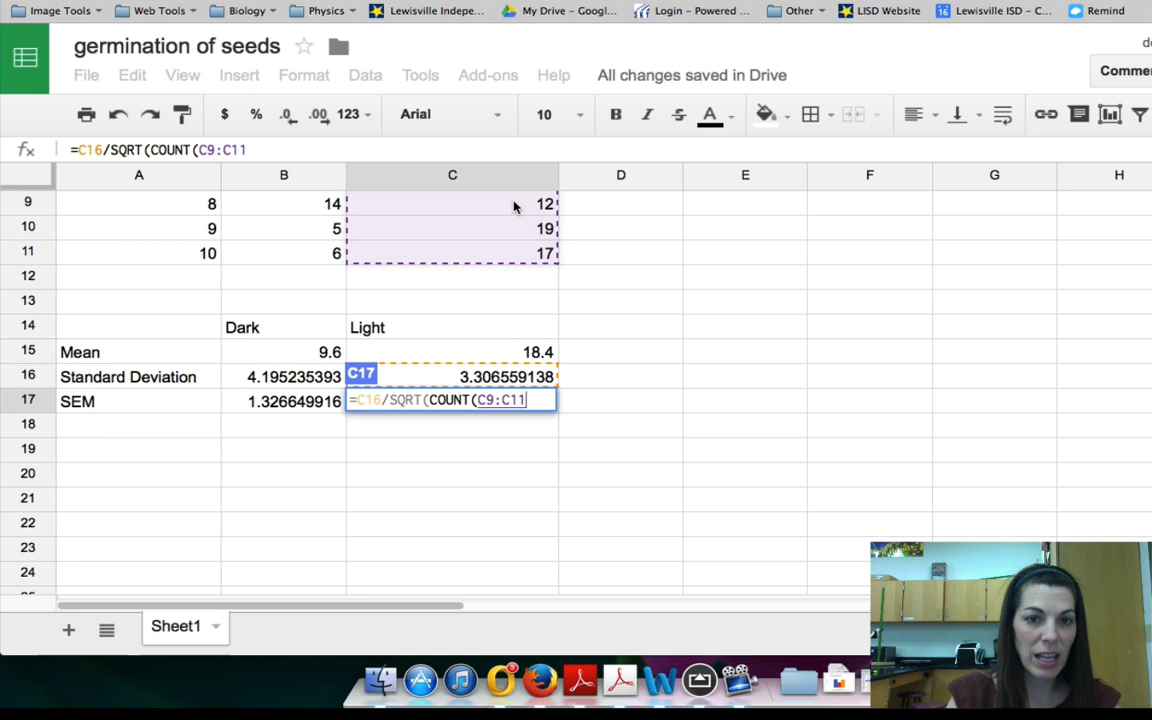 Image Tools Web Tools Biology Physics Lewisville Indepe... My Drive – Googl... Login – Powered ... Other LISD Website 16 Lewisville ISD – C... Remind
germination of seeds
File Edit View Insert Format Data Tools Add-ons Help All changes saved in Drive
Comme
$ % .0 .00 123 Arial 10 B I S A
fx =C16/SQRT(COUNT(C9:C11
A B C D E F G H
9 8 14 12
10 9 5 19
11 10 6 17
12
13
14 Dark Light
15 Mean 9.6 18.4
16 Standard Deviation 4.195235393 C17 3.306559138
17 SEM 1.326649916 =C16/SQRT(COUNT(C9:C11
18
19
20
21
22
23
24
+ Sheet1
3